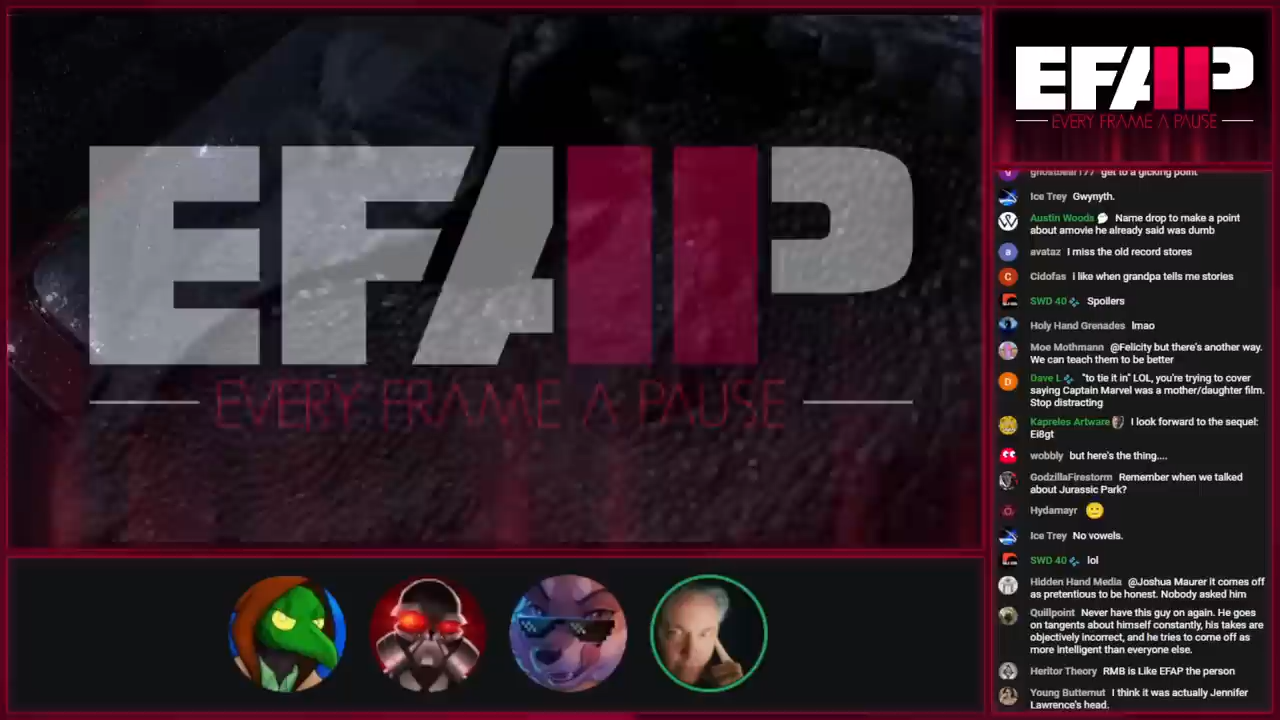 EFAP
EVERY FRAME A PAUSE
EFAP
EVERY FRAME A PAUSE
ghostbear177 get to a gicking point
Ice Trey Gwynyth.
Austin Woods Name drop to make a point
about amovie he already said was dumb
avataz I miss the old record stores
Cidofas i like when grandpa tells me stories
SWD 40 Spoilers
Holy Hand Grenades lmao
Moe Mothmann @Felicity but there's another way.
We can teach them to be better
Dave L "to tie it in" LOL, you're trying to cover
saying Captain Marvel was a mother/daughter film.
Stop distracting
Kapreles Artware I look forward to the sequel:
Ei8gt
wobbly but here's the thing....
GodzillaFirestorm Remember when we talked
about Jurassic Park?
Hydamayr
Ice Trey No vowels.
SWD 40 lol
Hidden Hand Media @Joshua Maurer it comes off
as pretentious to be honest. Nobody asked him
Quillpoint Never have this guy on again. He goes
on tangents about himself constantly, his takes are
objectively incorrect, and he tries to come off as
more intelligent than everyone else.
Heritor Theory RMB is Like EFAP the person
Young Butternut I think it was actually Jennifer
Lawrence's head.